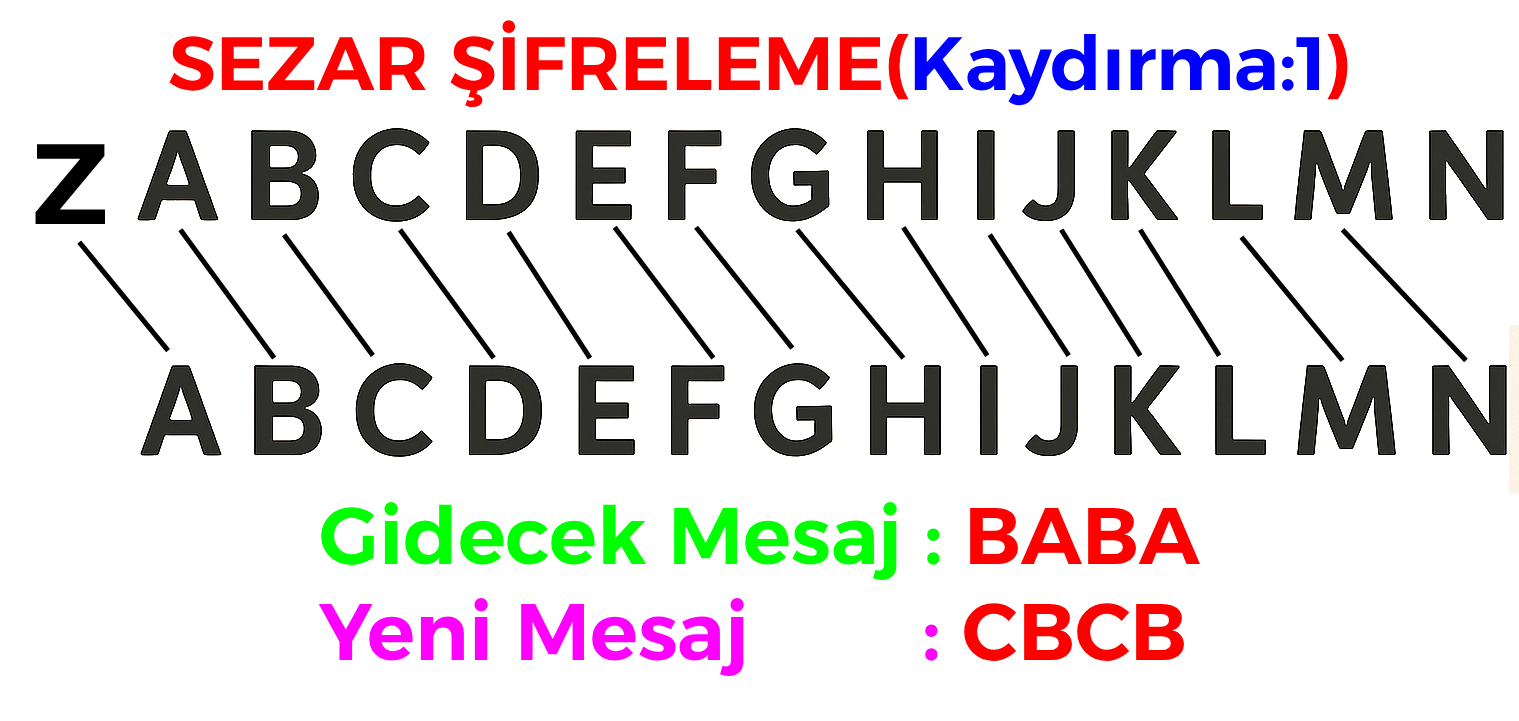 SEZAR ŞİFRELEME(Kaydırma:1)
Z A B C D E F G H I J K L M N
A B C D E F G H I J K L M N
Gidecek Mesaj : BABA
Yeni Mesaj : CBCB